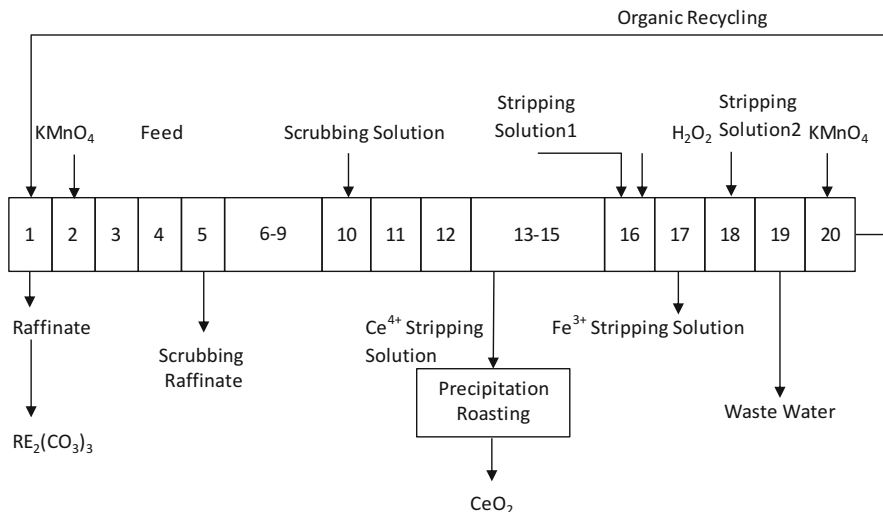 Organic Recycling
Stripping
Solution1
Stripping
Solution2
KMnO₄
Feed
Scrubbing Solution
H₂O₂
KMnO₄
1
2
3
4
5
6-9
10
11
12
13-15
16
17
18
19
20
Raffinate
Scrubbing
Raffinate
Ce⁴⁺ Stripping
Solution
Fe³⁺ Stripping Solution
Precipitation
Roasting
Waste Water
RE₂(CO₃)₃
CeO₂